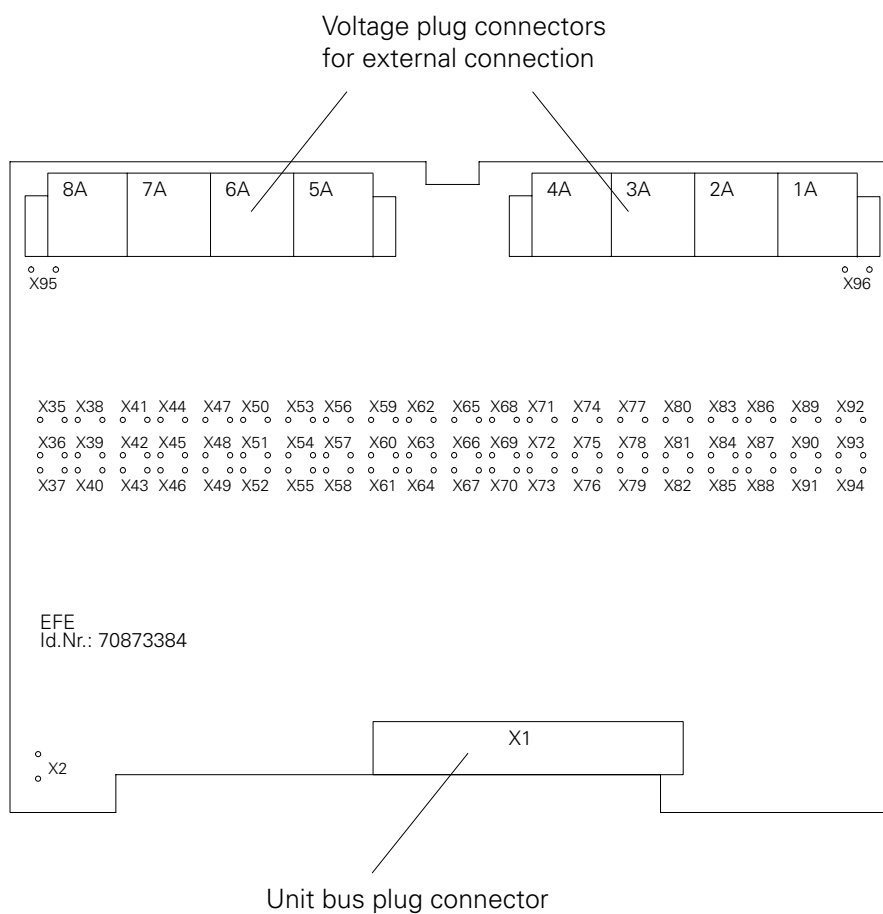 Voltage plug connectors
for external connection
8A 7A 6A 5A 4A 3A 2A 1A
X95 X96
X35 X38 X41 X44 X47 X50 X53 X56 X59 X62 X65 X68 X71 X74 X77 X80 X83 X86 X89 X92
X36 X39 X42 X45 X48 X51 X54 X57 X60 X63 X66 X69 X72 X75 X78 X81 X84 X87 X90 X93
X37 X40 X43 X46 X49 X52 X55 X58 X61 X64 X67 X70 X73 X76 X79 X82 X85 X88 X91 X94
EFE
Id.Nr.: 70873384
X1
X2
Unit bus plug connector